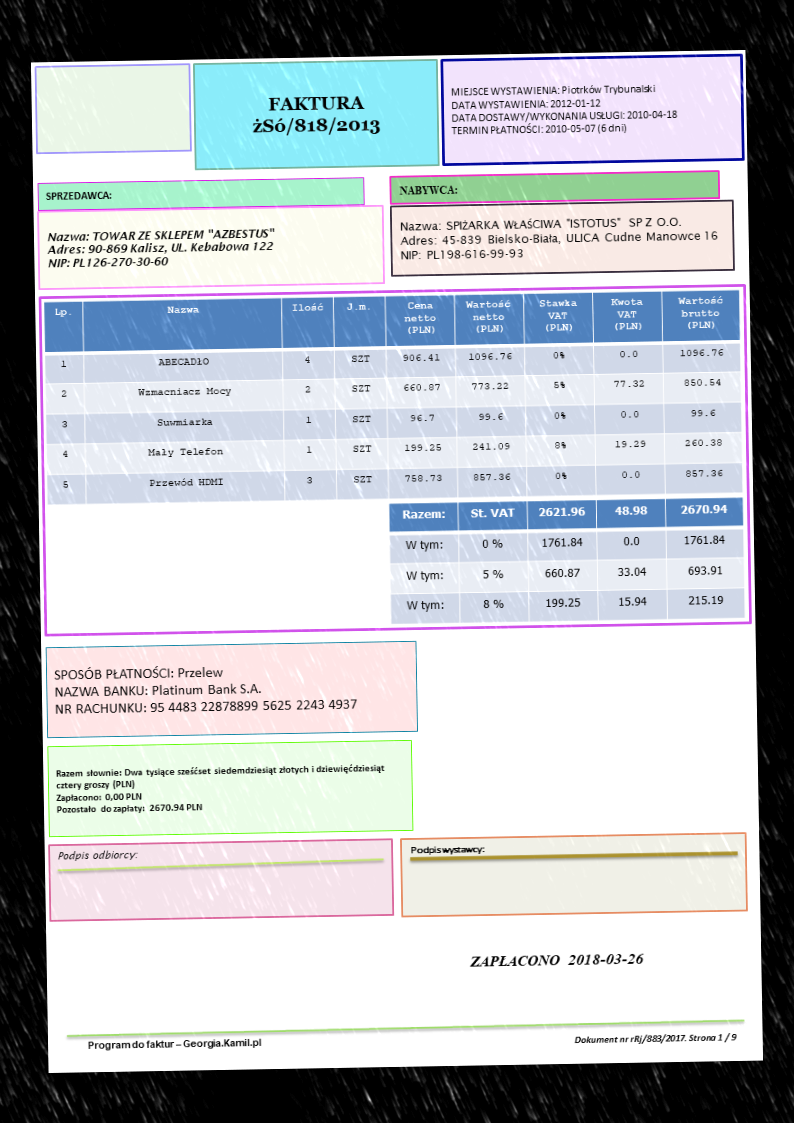 FAKTURA
żSó/818/2013
MIEJSCE WYSTAWIENIA: Piotrków Trybunalski
DATA WYSTAWIENIA: 2012-01-12
DATA DOSTAWY/WYKONANIA USŁUGI: 2010-04-18
TERMIN PŁATNOŚCI: 2010-05-07 (6 dni)
SPRZEDAWCA:
Nazwa: TOWAR ZE SKLEPEM "AZBESTUS"
Adres: 90-869 Kalisz, UL. Kebabowa 122
NIP: PL126-270-30-60
NABYWCA:
Nazwa: SPIŻARKA WŁAŚCIWA "ISTOTUS" SP Z O.O.
Adres: 45-839 Bielsko-Biała, ULICA Cudne Manowce 16
NIP: PL198-616-99-93
Lp. Nazwa Ilość J.m. Cena netto (PLN) Wartość netto (PLN) Stawka VAT (PLN) Kwota VAT (PLN) Wartość brutto (PLN)
1 ABECADŁO 4 SZT 906.41 1096.76 0% 0.0 1096.76
2 Wzmacniacz Mocy 2 SZT 660.87 773.22 5% 77.32 850.54
3 Suwmiarka 1 SZT 96.7 99.6 0% 0.0 99.6
4 Mały Telefon 1 SZT 199.25 241.09 8% 19.29 260.38
5 Przewód HDMI 3 SZT 758.73 857.36 0% 0.0 857.36
Razem: St. VAT 2621.96 48.98 2670.94
W tym: 0 % 1761.84 0.0 1761.84
W tym: 5 % 660.87 33.04 693.91
W tym: 8 % 199.25 15.94 215.19
SPOSÓB PŁATNOŚCI: Przelew
NAZWA BANKU: Platinum Bank S.A.
NR RACHUNKU: 95 4483 22878899 5625 2243 4937
Razem słownie: Dwa tysiące sześćset siedemdziesiąt złotych i dziewięćdziesiąt
cztery groszy (PLN)
Zapłacono: 0,00 PLN
Pozostało do zapłaty: 2670.94 PLN
Podpis odbiorcy:
Podpis wystawcy:
ZAPŁACONO 2018-03-26
Program do faktur – Georgia.Kamil.pl
Dokument nr rRj/883/2017. Strona 1 / 9